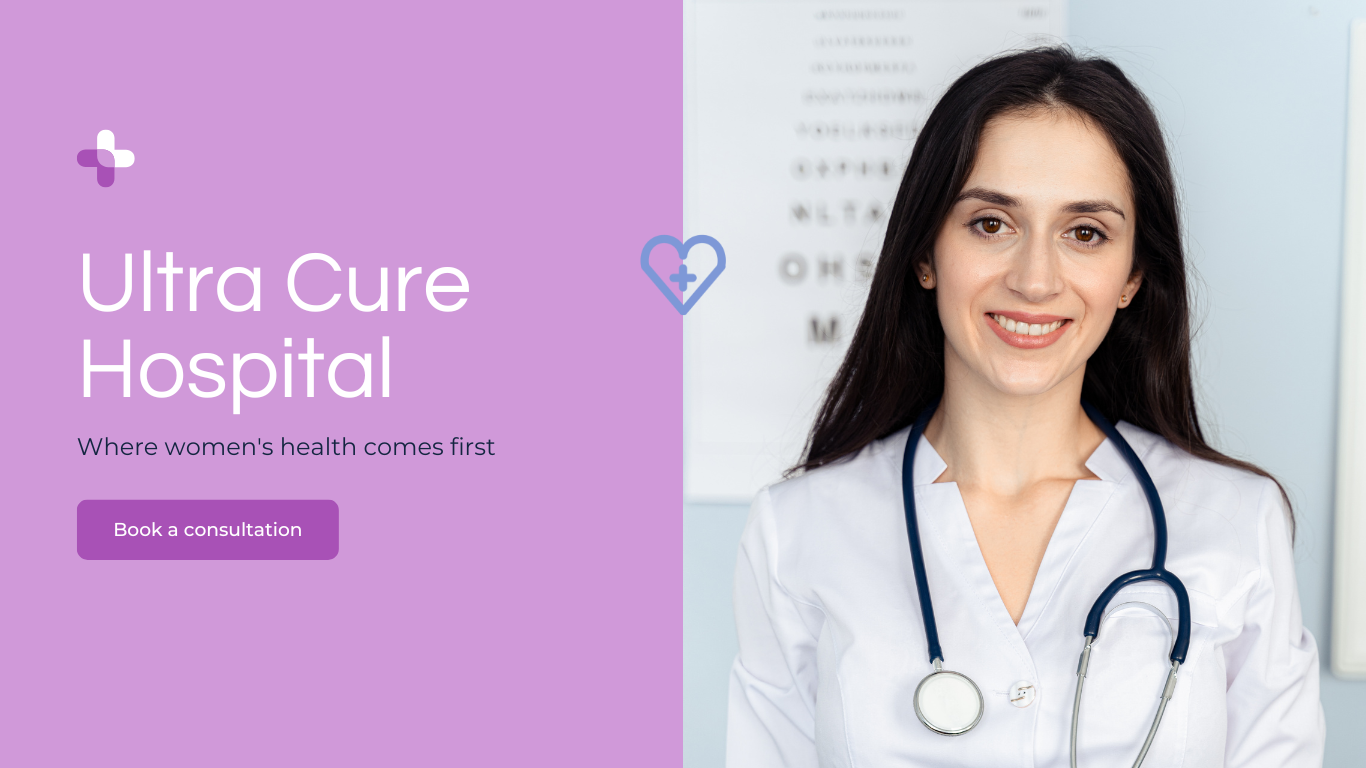 Ultra Cure
Hospital
Where women's health comes first
Book a consultation
N L T A
O H S
M